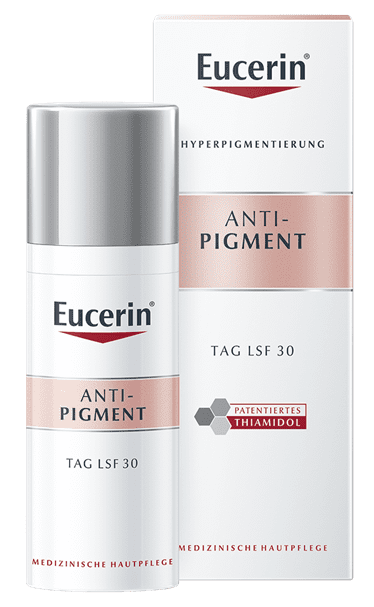 Eucerin®
HYPERPIGMENTIERUNG
ANTI-
PIGMENT
TAG LSF 30
PATENTIERTES
THIAMIDOL
MEDIZINISCHE HAUTPFLEGE
Eucerin®
ANTI-
PIGMENT
TAG LSF 30
MEDIZINISCHE HAUTPFLEGE